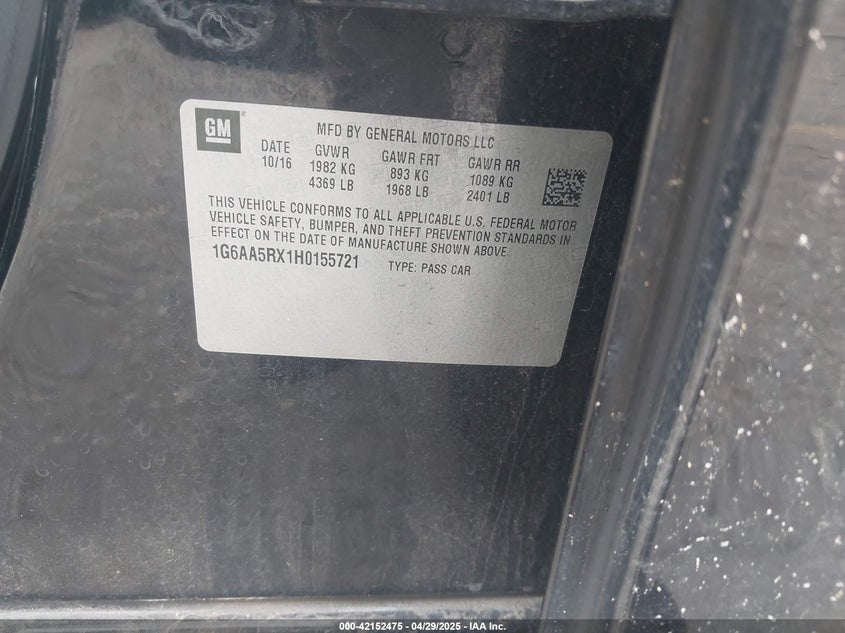 GM ®
MFD BY GENERAL MOTORS LLC
DATE GVWR GAWR FRT GAWR RR
10/16 1982 KG 893 KG 1089 KG
4369 LB 1968 LB 2401 LB
THIS VEHICLE CONFORMS TO ALL APPLICABLE U.S. FEDERAL MOTOR
VEHICLE SAFETY, BUMPER, AND THEFT PREVENTION STANDARDS IN
EFFECT ON THE DATE OF MANUFACTURE SHOWN ABOVE.
1G6AA5RX1H0155721 TYPE: PASS CAR
000-42152475 - 04/29/2025 - IAA Inc.